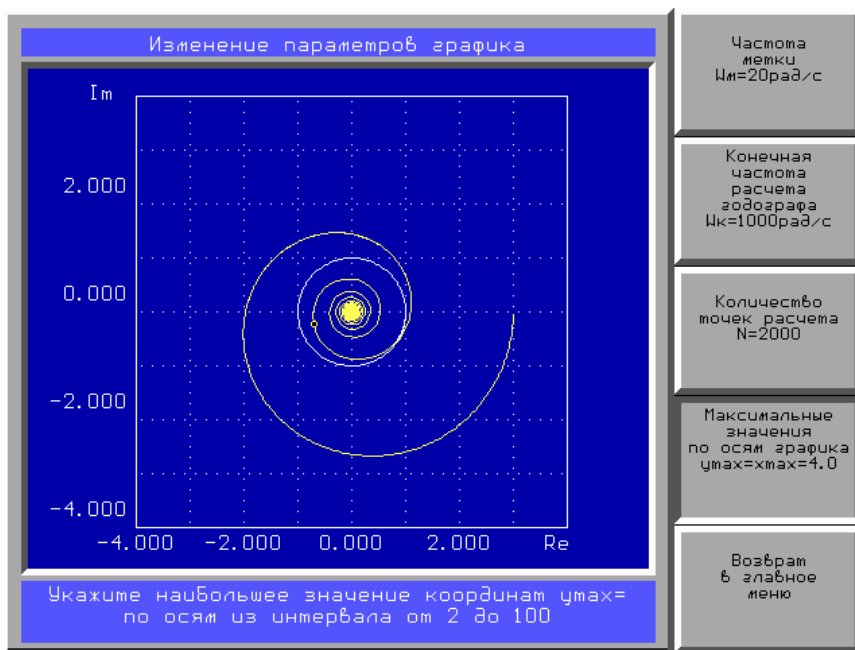 Изменение параметров графика
Im
2.000
0.000
-2.000
-4.000
-4.000 -2.000 0.000 2.000 Re
Укажите наибольшее значение координат ymax=
по осям из интервала от 2 до 100
Частота
метки
Wм=20рад/с
Конечная
частота
расчета
годографа
Wк=1000рад/с
Количество
точек расчета
N=2000
Максимальные
значения
по осям графика
ymax=xmax=4.0
Возврат
в главное
меню